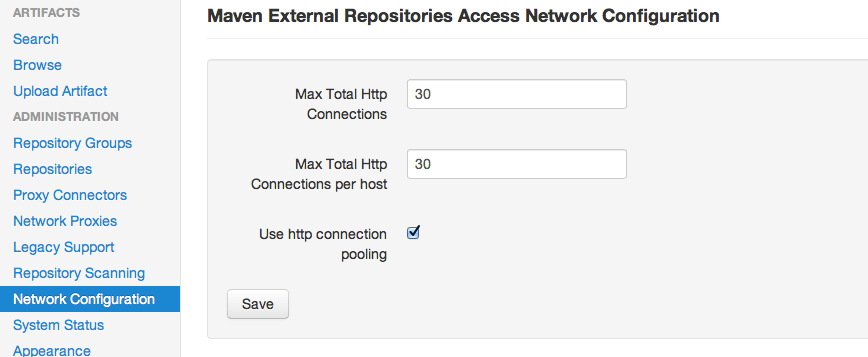 ARTIFACTS
Search
Browse
Upload Artifact
ADMINISTRATION
Repository Groups
Repositories
Proxy Connectors
Network Proxies
Legacy Support
Repository Scanning
Network Configuration
System Status
Appearance
Maven External Repositories Access Network Configuration
Max Total Http
Connections
30
Max Total Http
Connections per host
30
Use http connection
pooling
Save